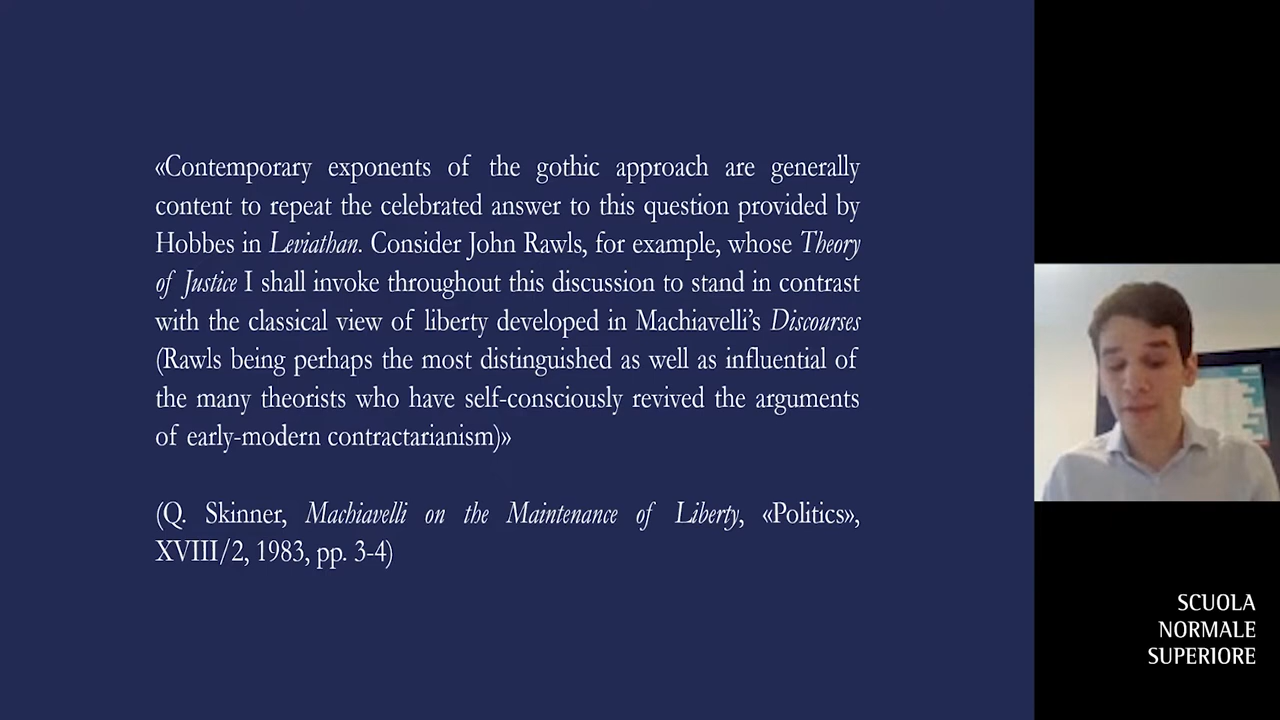 «Contemporary exponents of the gothic approach are generally
content to repeat the celebrated answer to this question provided by
Hobbes in Leviathan. Consider John Rawls, for example, whose Theory
of Justice I shall invoke throughout this discussion to stand in contrast
with the classical view of liberty developed in Machiavelli’s Discourses
(Rawls being perhaps the most distinguished as well as influential of
the many theorists who have self-consciously revived the arguments
of early-modern contractarianism)»
(Q. Skinner, Machiavelli on the Maintenance of Liberty, «Politics»,
XVIII/2, 1983, pp. 3-4)
SCUOLA
NORMALE
SUPERIORE